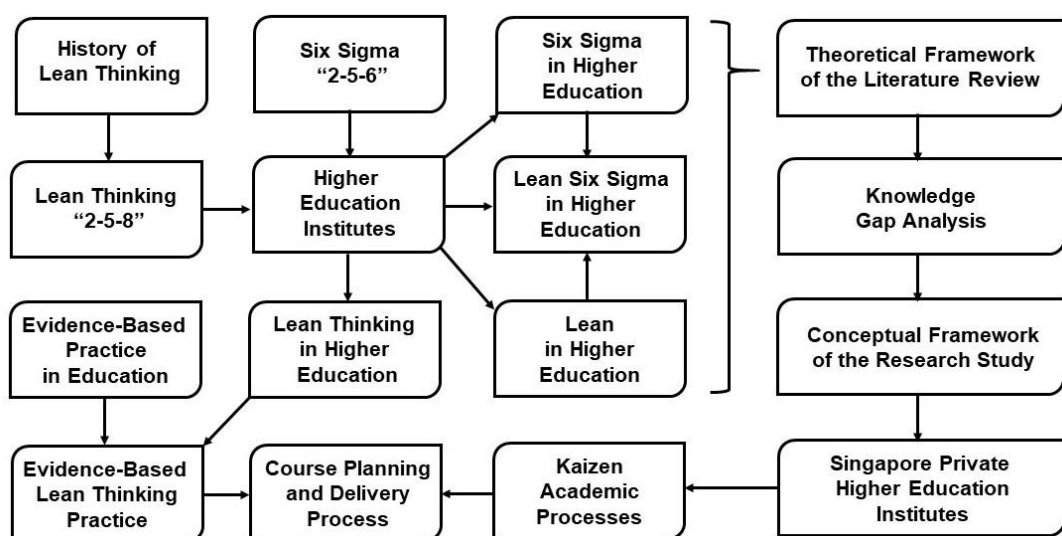 History of
Lean Thinking
Six Sigma
“2-5-6”
Six Sigma
in Higher
Education
Theoretical Framework
of the Literature Review
Lean Thinking
“2-5-8”
Higher
Education
Institutes
Lean Six Sigma
in Higher
Education
Knowledge
Gap Analysis
Evidence-Based
Practice
in Education
Lean Thinking
in Higher
Education
Lean
in Higher
Education
Conceptual Framework
of the Research Study
Evidence-Based
Lean Thinking
Practice
Course Planning
and Delivery
Process
Kaizen
Academic
Processes
Singapore Private
Higher Education
Institutes